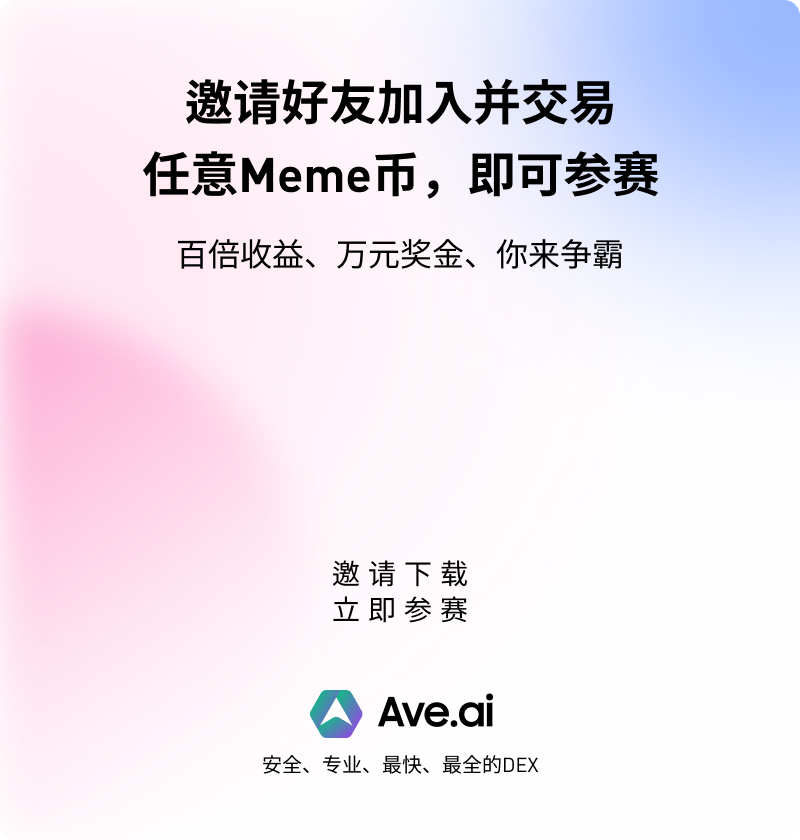 邀请好友加入并交易
任意Meme币，即可参赛
百倍收益、万元奖金、你来争霸
邀请下载
立即参赛
Ave.ai
安全、专业、最快、最全的DEX